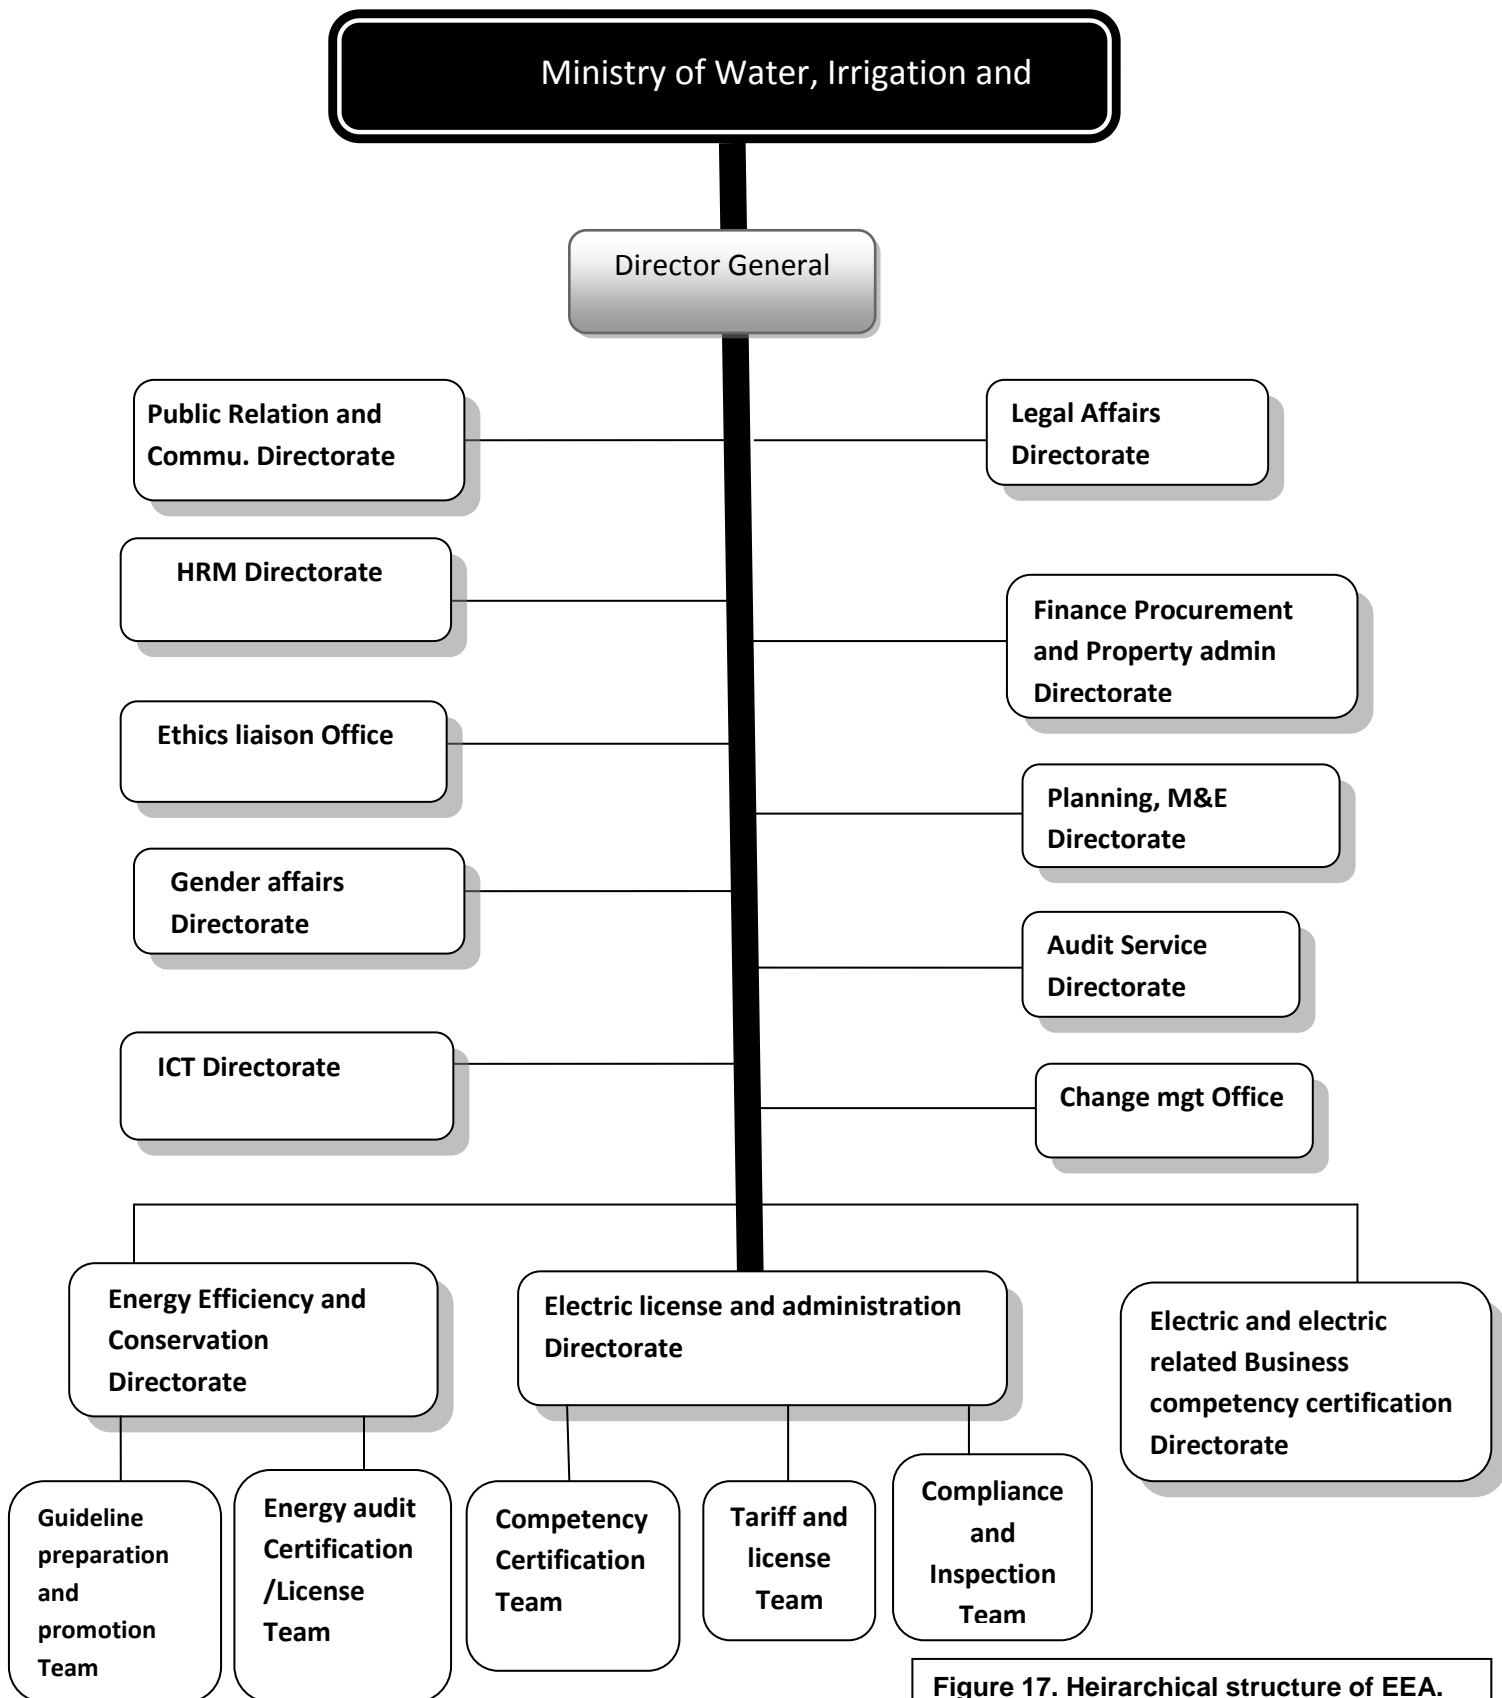 Ministry of Water, Irrigation and
Director General
Public Relation and
Commu. Directorate
Legal Affairs
Directorate
HRM Directorate
Finance Procurement
and Property admin
Directorate
Ethics liaison Office
Planning, M&E
Directorate
Gender affairs
Directorate
Audit Service
Directorate
ICT Directorate
Change mgt Office
Energy Efficiency and
Conservation
Directorate
Electric license and administration
Directorate
Electric and electric
related Business
competency certification
Directorate
Guideline
preparation
and
promotion
Team
Energy audit
Certification
/License
Team
Competency
Certification
Team
Tariff and
license
Team
Compliance
and
Inspection
Team
Figure 17. Heirarchical structure of EEA.